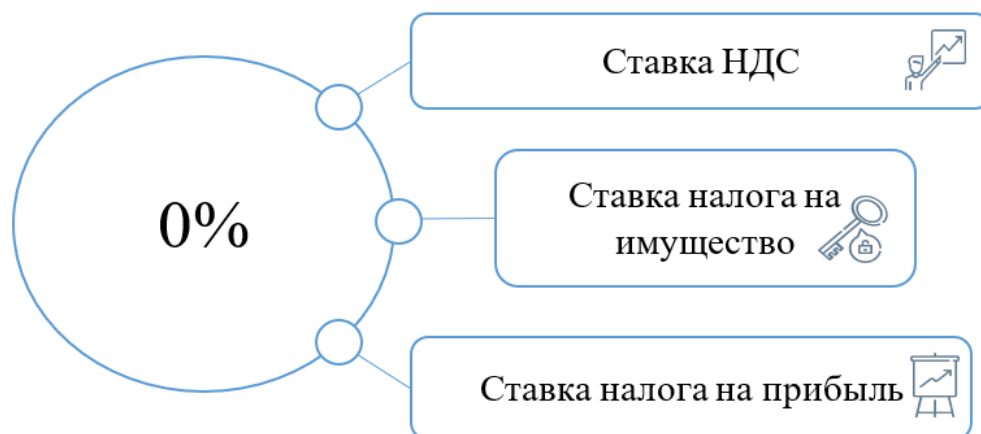 0%
Ставка НДС
Ставка налога на
имущество
Ставка налога на прибыль